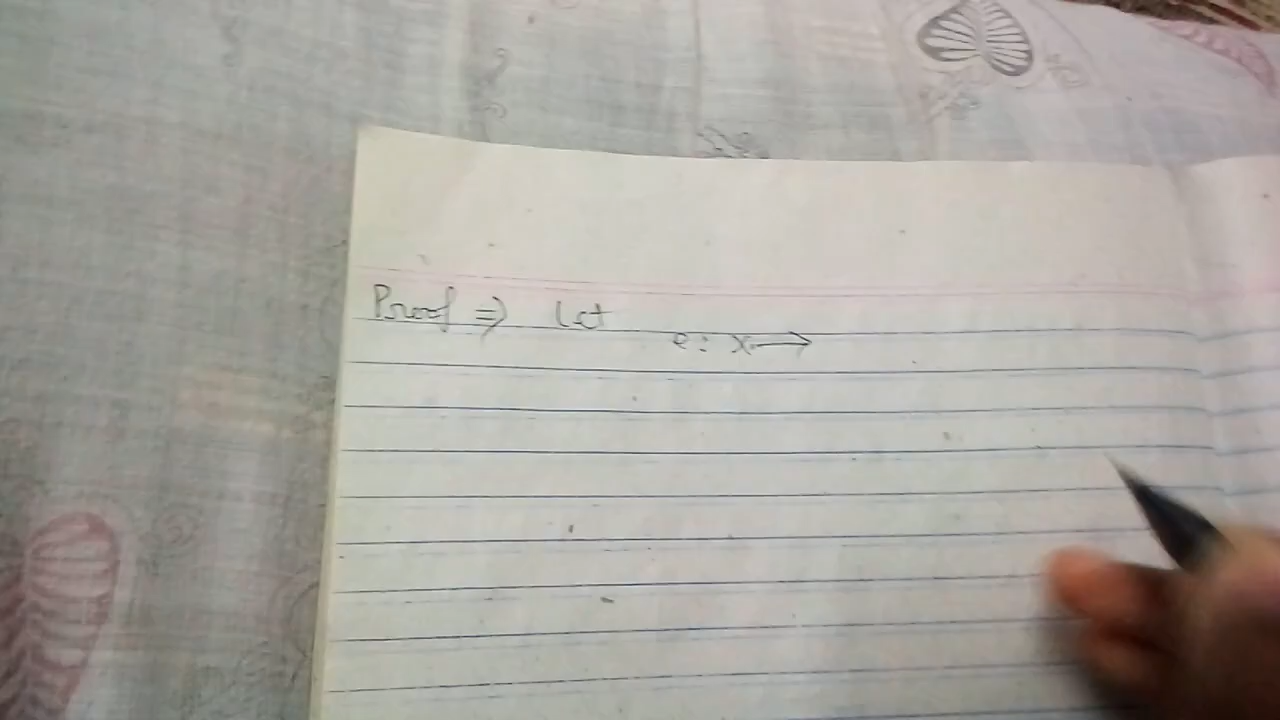 Proof ⇒ Let
e: x ⟶